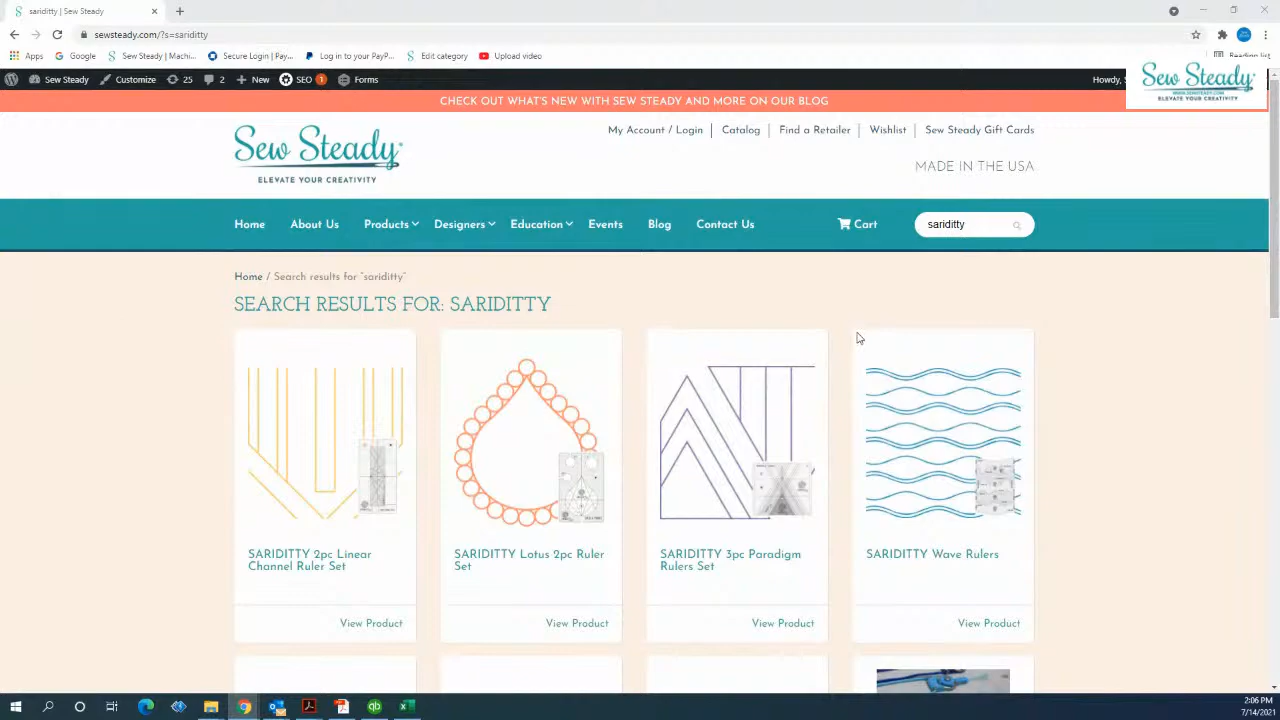 sariditty | Sew Steady
sewsteady.com/?s=sariditty
Apps Google Sew Steady | Machi... Secure Login | Pay... Log in to your PayP... Edit category Upload video Reading list
Sew Steady Customize 25 2 New SEO 1 Forms Howdy, S
Sew Steady
WWW.SEWSTEADY.COM
ELEVATE YOUR CREATIVITY
CHECK OUT WHAT'S NEW WITH SEW STEADY AND MORE ON OUR BLOG
My Account / Login Catalog Find a Retailer Wishlist Sew Steady Gift Cards
Sew Steady
ELEVATE YOUR CREATIVITY
MADE IN THE USA
Home About Us Products Designers Education Events Blog Contact Us Cart sariditty
Home / Search results for "sariditty"
SEARCH RESULTS FOR: SARIDITTY
SARIDITTY 2pc Linear
Channel Ruler Set
View Product
SARIDITTY Lotus 2pc Ruler
Set
View Product
SARIDITTY 3pc Paradigm
Rulers Set
View Product
SARIDITTY Wave Rulers
View Product
2:06 PM
7/14/2021